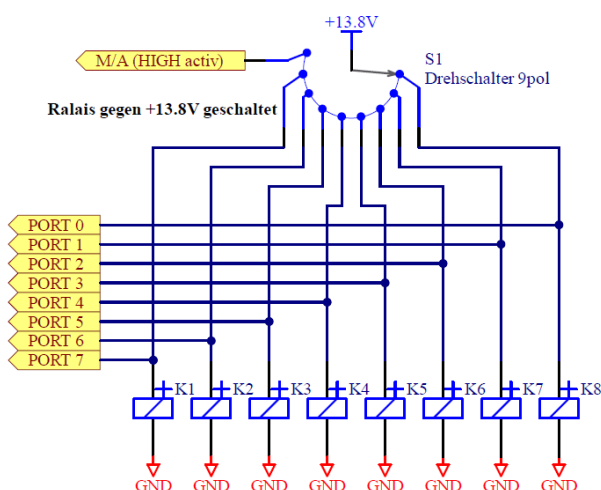 +13.8V
M/A (HIGH activ)
S1
Drehschalter 9pol
Ralais gegen +13.8V geschaltet
PORT 0
PORT 1
PORT 2
PORT 3
PORT 4
PORT 5
PORT 6
PORT 7
K1 K2 K3 K4 K5 K6 K7 K8
GND GND GND GND GND GND GND GND